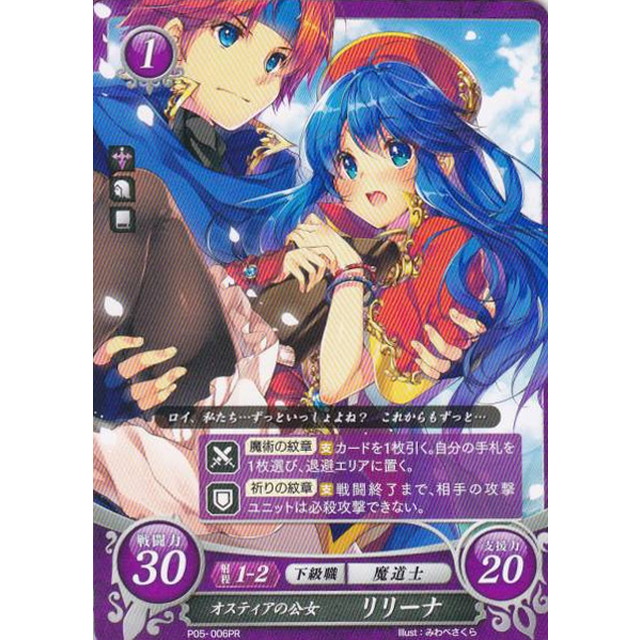 1
ロイ、私たち…ずっといっしょよね？　これからもずっと…
魔術の紋章 支 カードを1枚引く。自分の手札を
1枚選び、退避エリアに置く。
祈りの紋章 支 戦闘終了まで、相手の攻撃
ユニットは必殺攻撃できない。
戦闘力
30
射程 1-2
下級職
魔道士
支援力
20
オスティアの公女　リリーナ
P05-006PR
Illust：みわべさくら